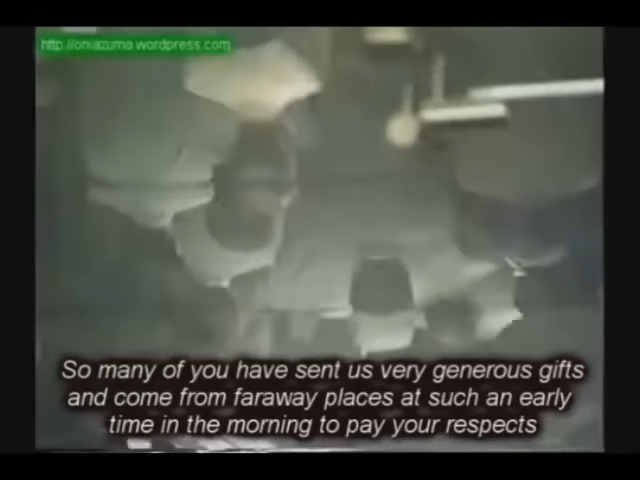 http://oniazuma.wordpress.com
So many of you have sent us very generous gifts
and come from faraway places at such an early
time in the morning to pay your respects